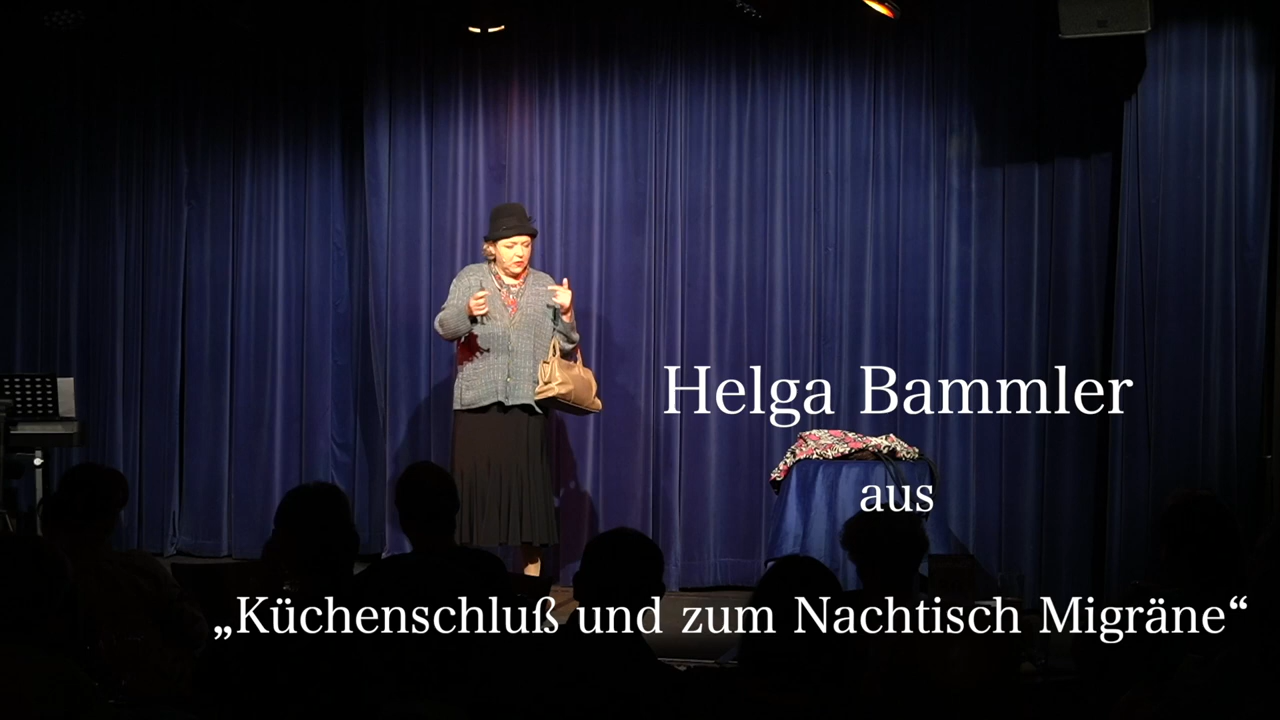 Helga Bammler
aus
„Küchenschluß und zum Nachtisch Migräne“